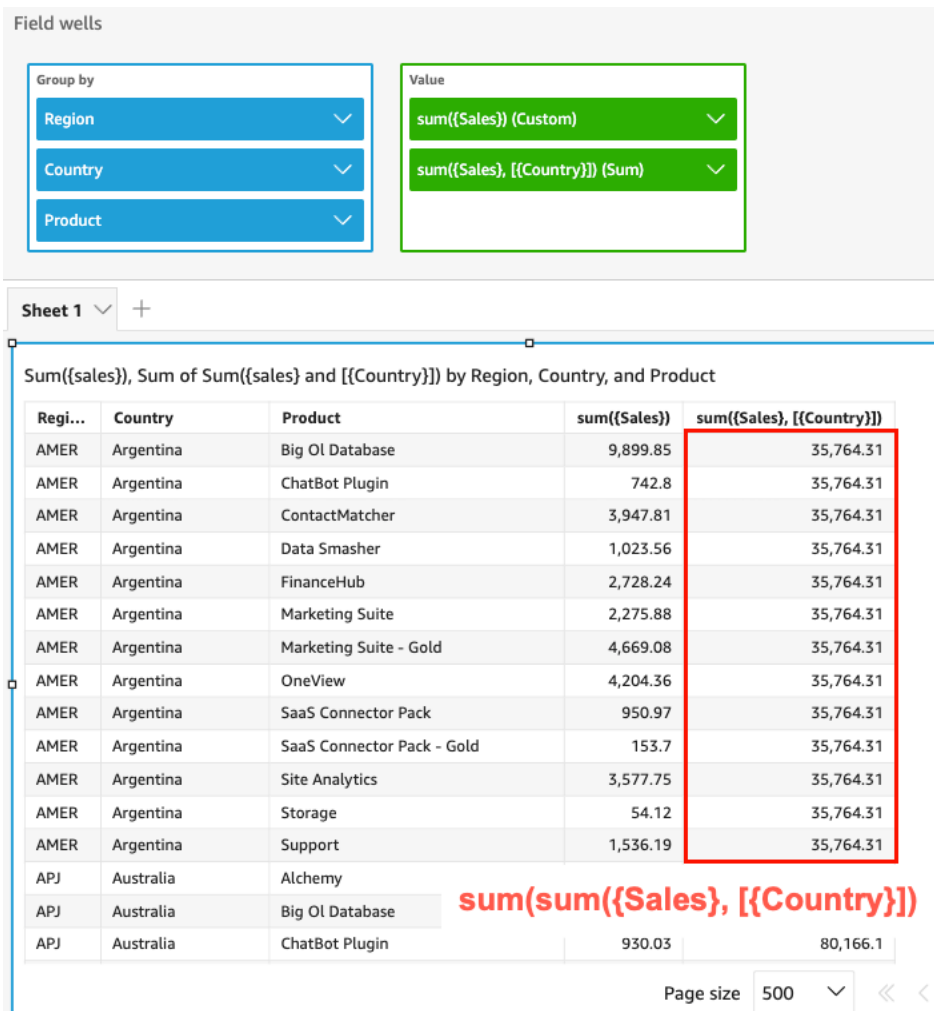 Field wells
Group by
Value
Region
sum({Sales}) (Custom)
Country
sum({Sales}, [{Country}]) (Sum)
Product
Sheet 1
Sum({sales}), Sum of Sum({sales} and [{Country}]) by Region, Country, and Product
Regi... Country Product sum({Sales}) sum({Sales}, [{Country}])
AMER Argentina Big Ol Database 9,899.85 35,764.31
AMER Argentina ChatBot Plugin 742.8 35,764.31
AMER Argentina ContactMatcher 3,947.81 35,764.31
AMER Argentina Data Smasher 1,023.56 35,764.31
AMER Argentina FinanceHub 2,728.24 35,764.31
AMER Argentina Marketing Suite 2,275.88 35,764.31
AMER Argentina Marketing Suite - Gold 4,669.08 35,764.31
AMER Argentina OneView 4,204.36 35,764.31
AMER Argentina SaaS Connector Pack 950.97 35,764.31
AMER Argentina SaaS Connector Pack - Gold 153.7 35,764.31
AMER Argentina Site Analytics 3,577.75 35,764.31
AMER Argentina Storage 54.12 35,764.31
AMER Argentina Support 1,536.19 35,764.31
APJ Australia Alchemy
sum(sum({Sales}, [{Country}])
APJ Australia Big Ol Database
APJ Australia ChatBot Plugin 930.03 80,166.1
Page size 500